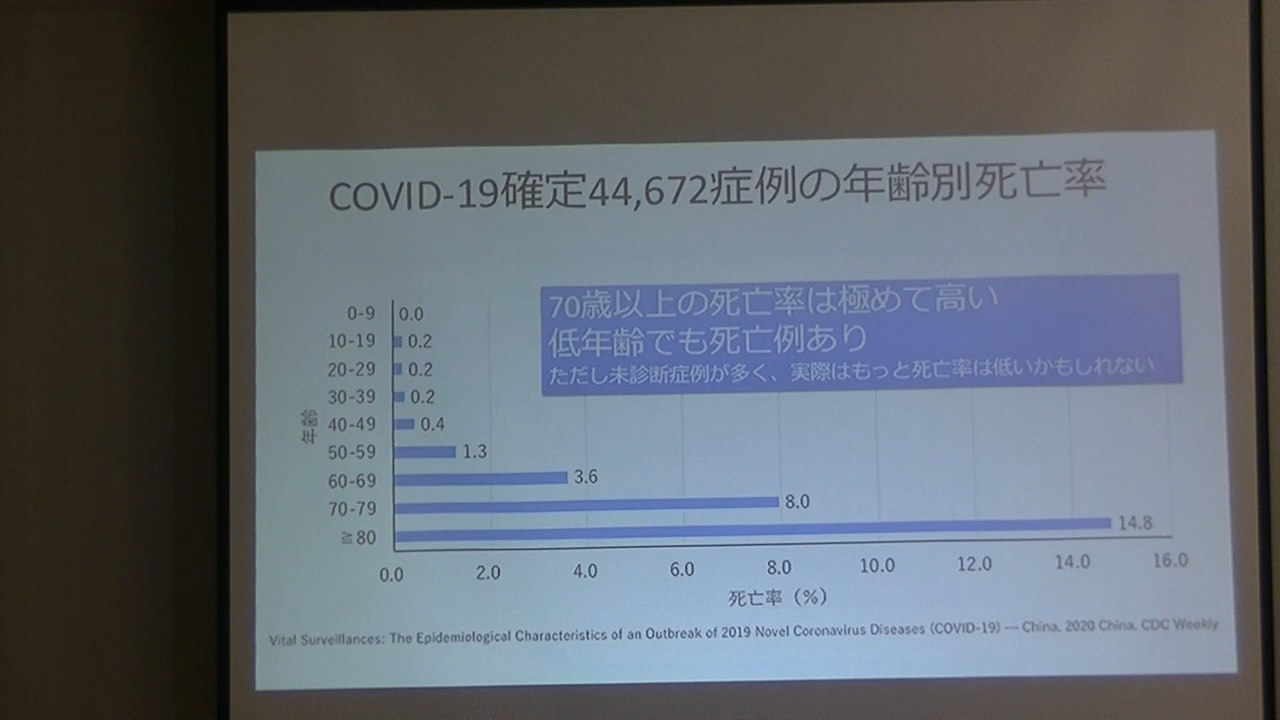 COVID-19確定44,672症例の年齢別死亡率
70歳以上の死亡率は極めて高い
低年齢でも死亡例あり
ただし未診断症例が多く、実際はもっと死亡率は低いかもしれない
年齢
0-9 0.0
10-19 0.2
20-29 0.2
30-39 0.2
40-49 0.4
50-59 1.3
60-69 3.6
70-79 8.0
≧80 14.8
0.0 2.0 4.0 6.0 8.0 10.0 12.0 14.0 16.0
死亡率（%）
Vital Surveillances: The Epidemiological Characteristics of an Outbreak of 2019 Novel Coronavirus Diseases (COVID-19) — China, 2020 China. CDC Weekly